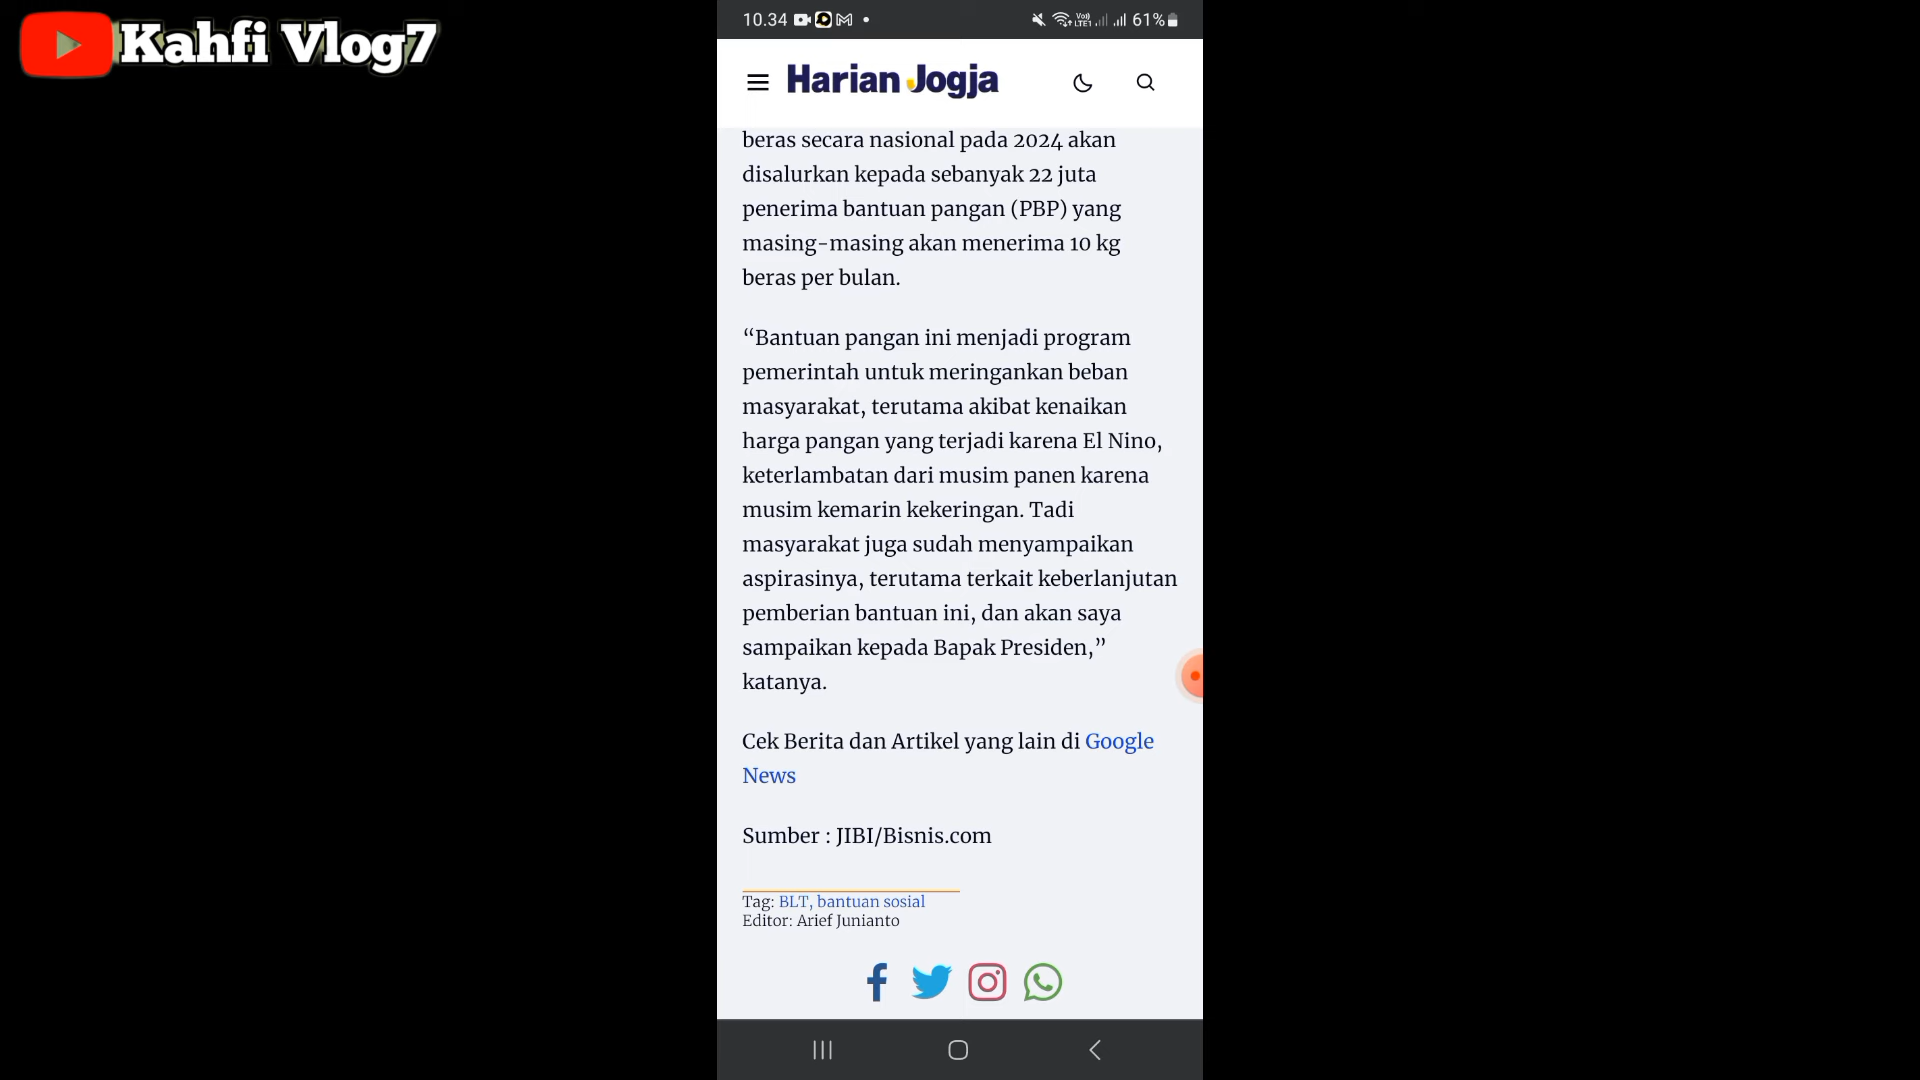 Kahfi Vlog7
10.34
61%
Harian Jogja
beras secara nasional pada 2024 akan
disalurkan kepada sebanyak 22 juta
penerima bantuan pangan (PBP) yang
masing-masing akan menerima 10 kg
beras per bulan.
“Bantuan pangan ini menjadi program
pemerintah untuk meringankan beban
masyarakat, terutama akibat kenaikan
harga pangan yang terjadi karena El Nino,
keterlambatan dari musim panen karena
musim kemarin kekeringan. Tadi
masyarakat juga sudah menyampaikan
aspirasinya, terutama terkait keberlanjutan
pemberian bantuan ini, dan akan saya
sampaikan kepada Bapak Presiden,”
katanya.
Cek Berita dan Artikel yang lain di Google
News
Sumber : JIBI/Bisnis.com
Tag: BLT, bantuan sosial
Editor: Arief Junianto